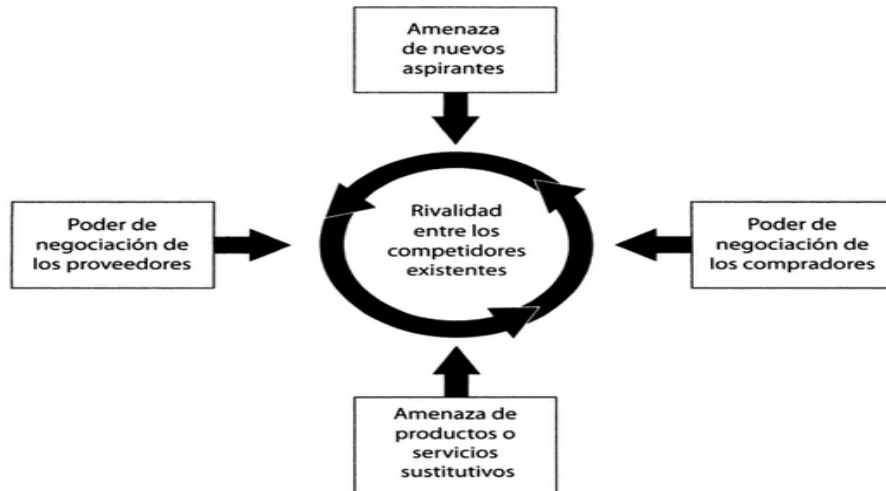 Amenaza
de nuevos
aspirantes
Poder de
negociación de
los proveedores
Rivalidad
entre los
competidores
existentes
Poder de
negociación de
los compradores
Amenaza de
productos o
servicios
sustitutivos